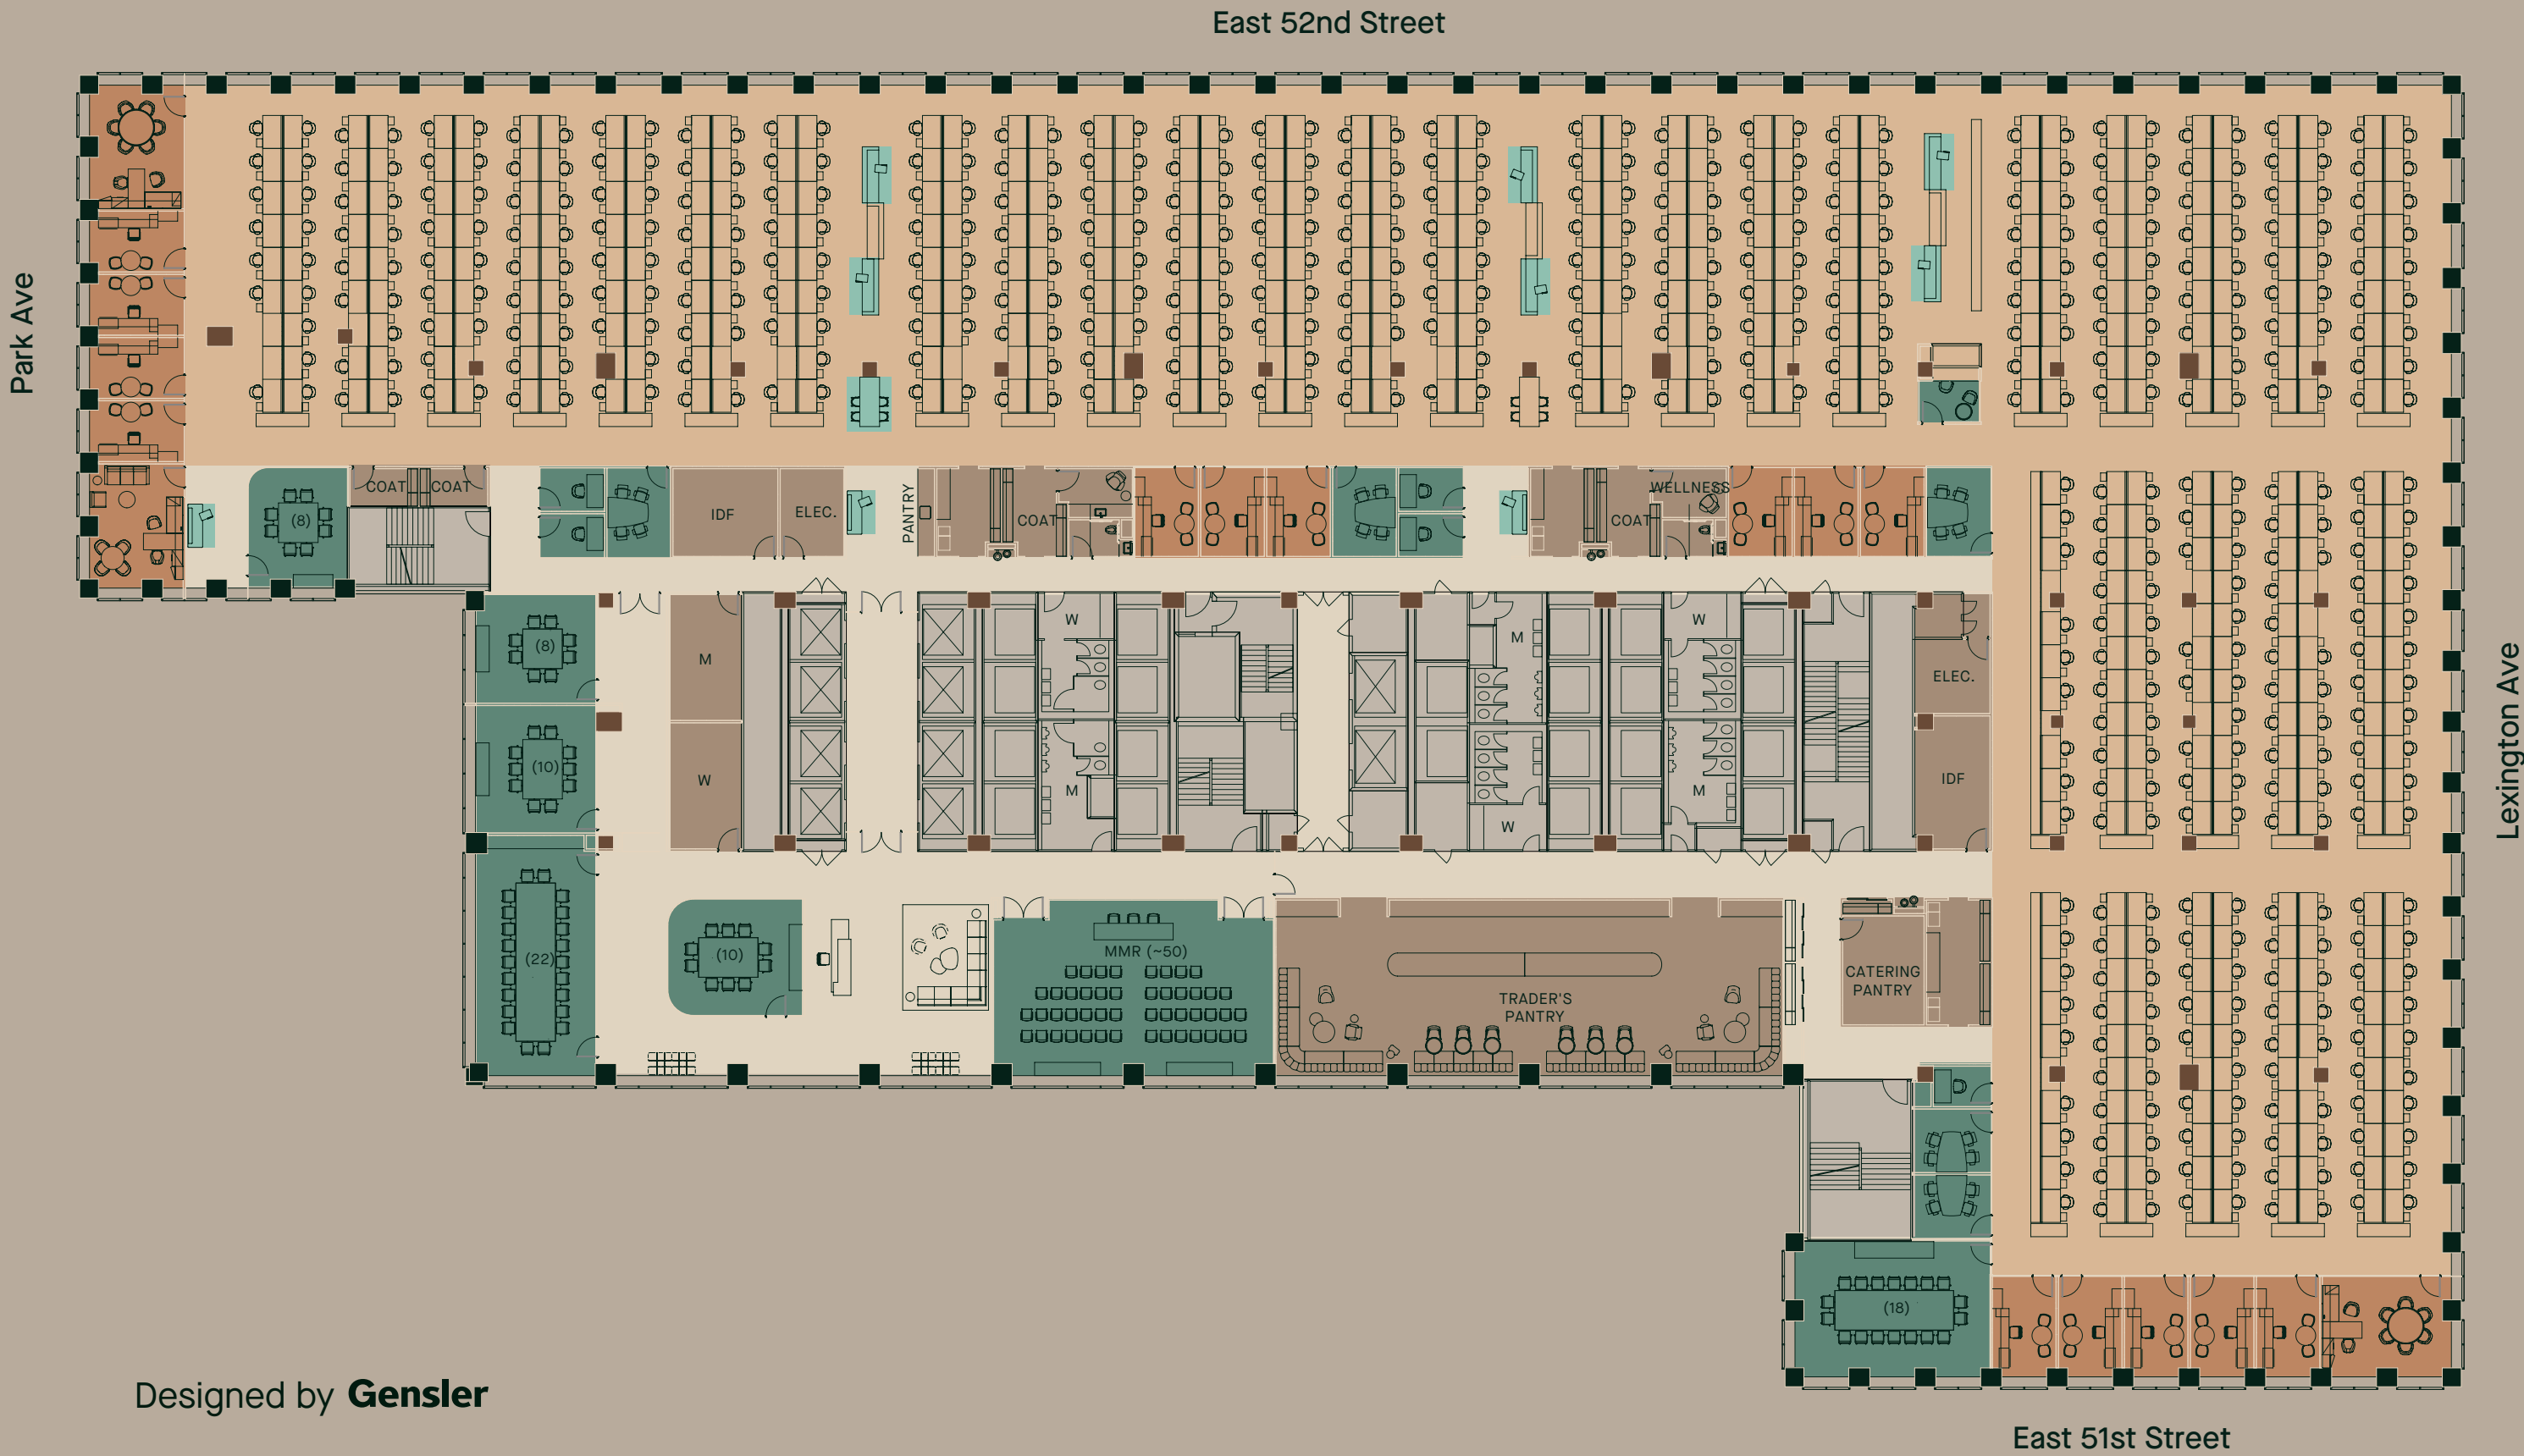 East 52nd Street
Park Ave
COAT
COAT
(8)
IDF
ELEC.
PANTRY
COAT
WELLNESS
COAT
(8)
M
W
M
W
ELEC.
Lexington Ave
(10)
W
M
W
M
IDF
(22)
(10)
MMR (~50)
TRADER'S
PANTRY
CATERING
PANTRY
(18)
Designed by Gensler
East 51st Street